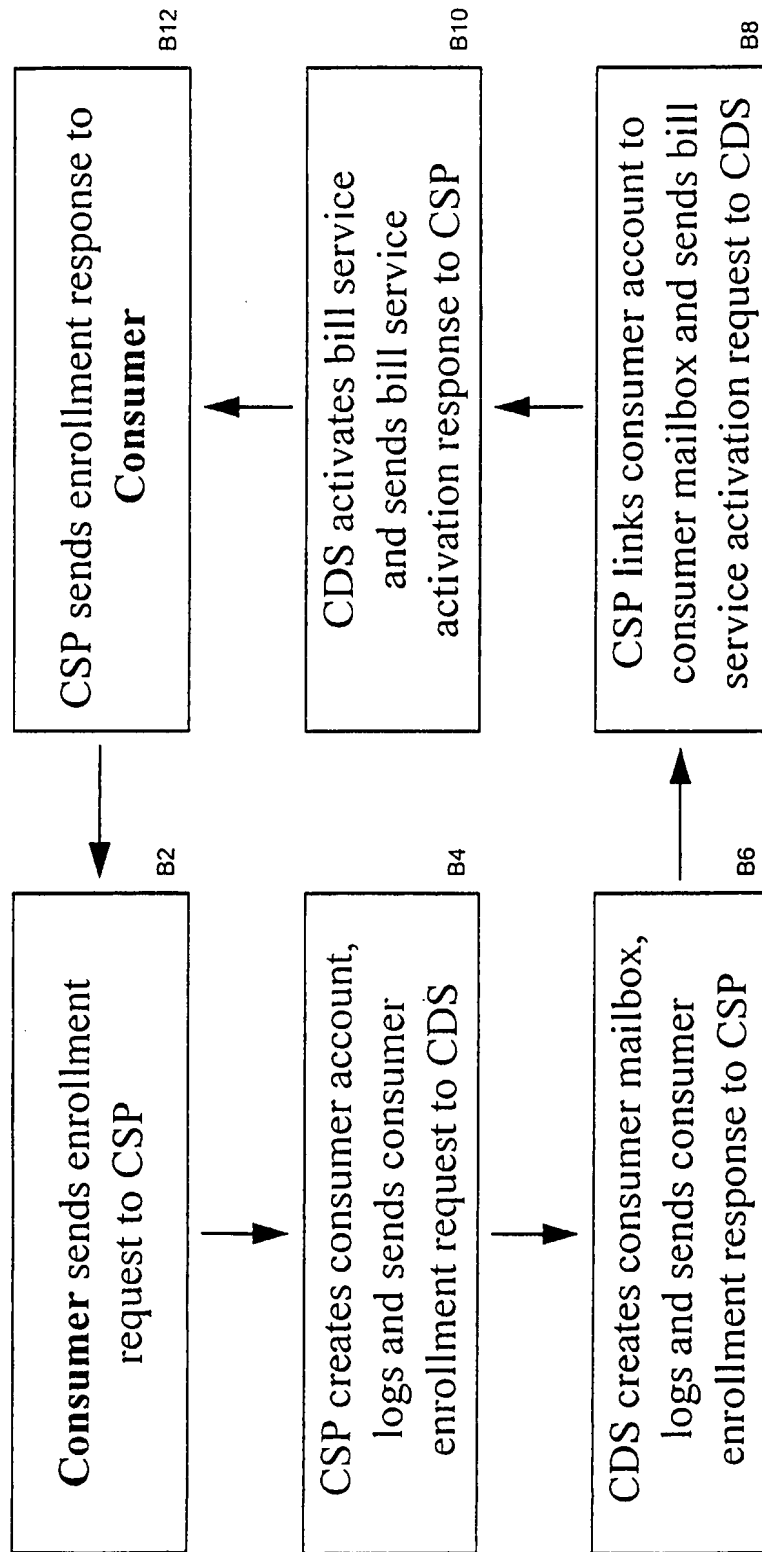 Consumer sends enrollment
request to CSP
B2
CSP creates consumer account,
logs and sends consumer
enrollment request to CDS
B4
CDS creates consumer mailbox,
logs and sends consumer
enrollment response to CSP
B6
CSP links consumer account to
consumer mailbox and sends bill
service activation request to CDS
B8
CDS activates bill service
and sends bill service
activation response to CSP
B10
CSP sends enrollment response to
Consumer
B12